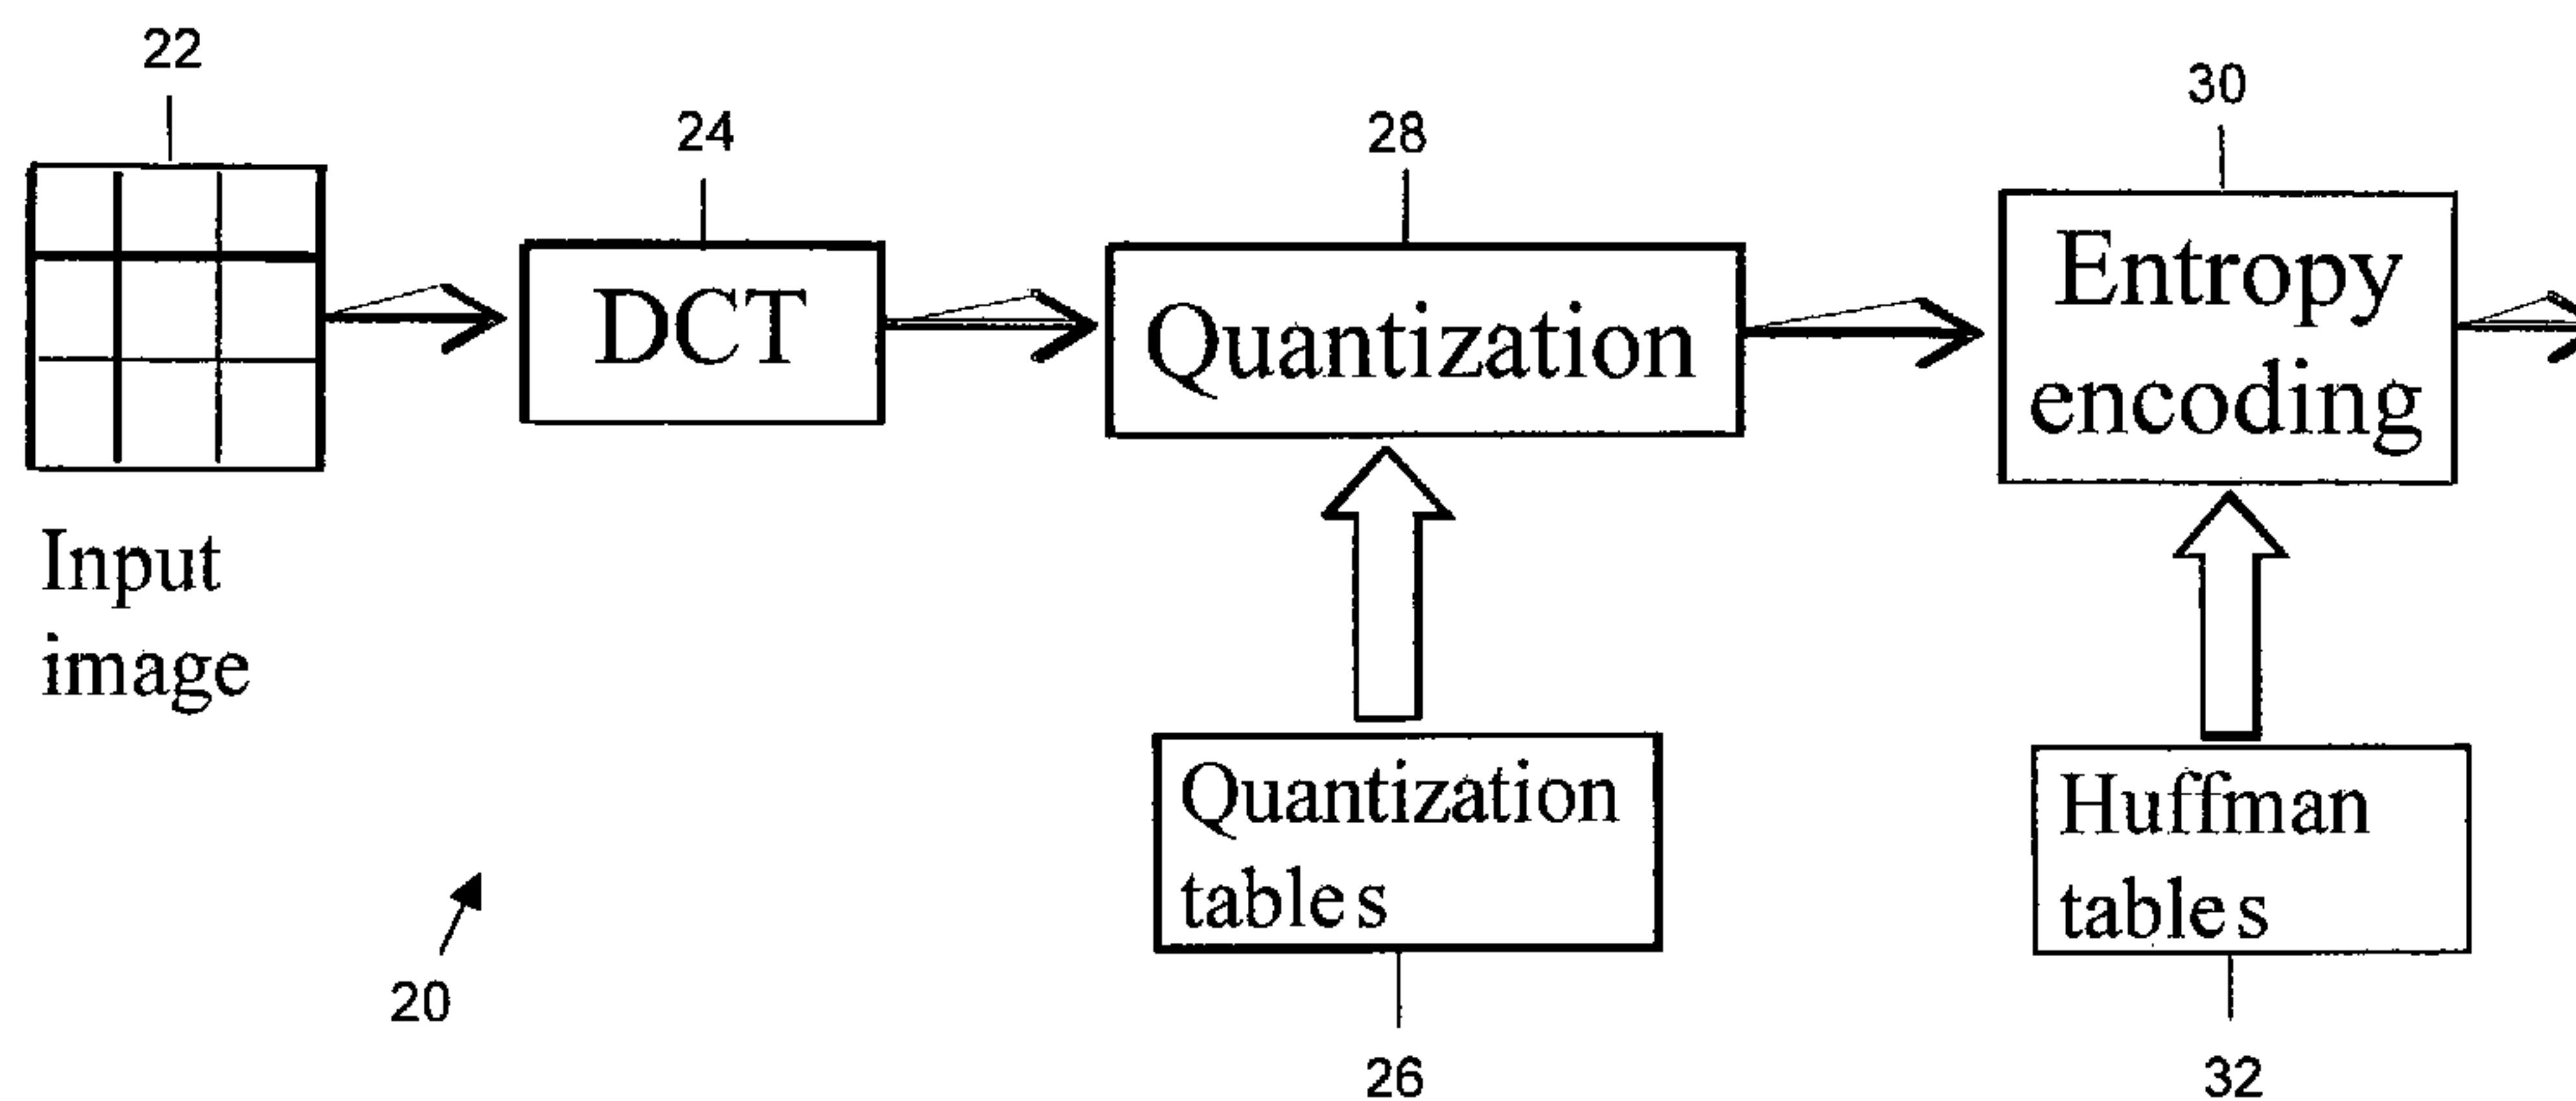 22
24
28
30
DCT
Quantization
Entropy
encoding
Input
image
Quantization
tables
Huffman
tables
20
26
32